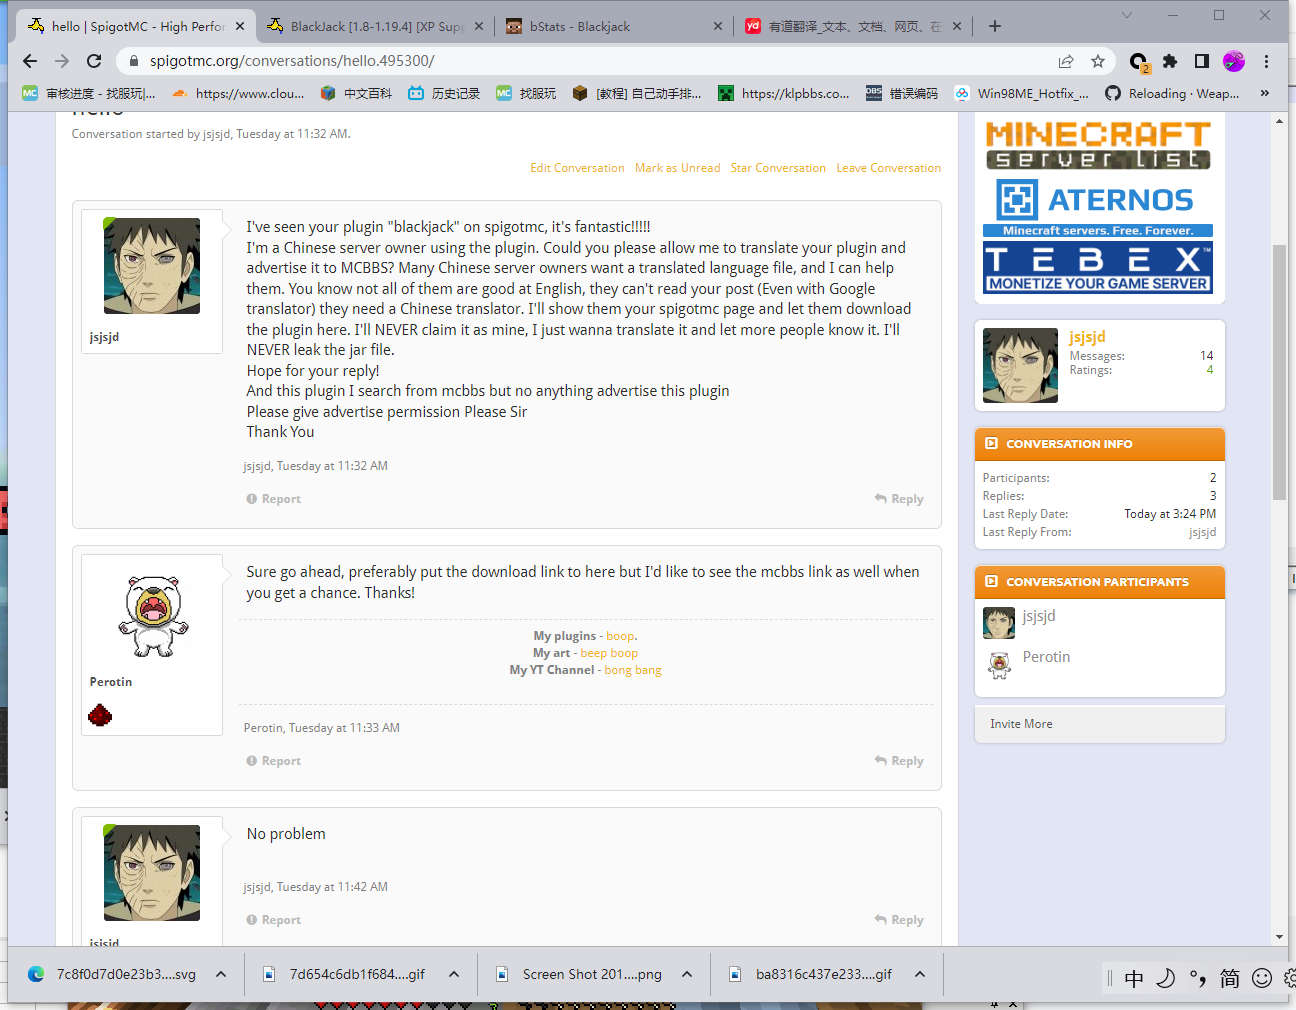 hello | SpigotMC - High Perfor
BlackJack [1.8-1.19.4] [XP Supp
bStats - Blackjack
yd 有道翻译_文本、文档、网页、在
spigotmc.org/conversations/hello.495300/
2
MC 审核进度 - 找服玩|...
https://www.clou...
中文百科
历史记录
MC 找服玩
[教程] 自己动手排...
https://klpbbs.co...
DBS 错误编码
Win98ME_Hotfix_...
Reloading · Weap...
»
Hello
Conversation started by jsjsjd, Tuesday at 11:32 AM.
Edit Conversation Mark as Unread Star Conversation Leave Conversation
jsjsjd
I've seen your plugin "blackjack" on spigotmc, it's fantastic!!!!!
I'm a Chinese server owner using the plugin. Could you please allow me to translate your plugin and
advertise it to MCBBS? Many Chinese server owners want a translated language file, and I can help
them. You know not all of them are good at English, they can't read your post (Even with Google
translator) they need a Chinese translator. I'll show them your spigotmc page and let them download
the plugin here. I'll NEVER claim it as mine, I just wanna translate it and let more people know it. I'll
NEVER leak the jar file.
Hope for your reply!
And this plugin I search from mcbbs but no anything advertise this plugin
Please give advertise permission Please Sir
Thank You
jsjsjd, Tuesday at 11:32 AM
Report
Reply
Perotin
Sure go ahead, preferably put the download link to here but I'd like to see the mcbbs link as well when
you get a chance. Thanks!
My plugins - boop.
My art - beep boop
My YT Channel - bong bang
Perotin, Tuesday at 11:33 AM
Report
Reply
jsjsjd
No problem
jsjsjd, Tuesday at 11:42 AM
Report
Reply
MINECRAFT
server list
ATERNOS
Minecraft servers. Free. Forever.
TEBEX™
MONETIZE YOUR GAME SERVER
jsjsjd
Messages: 14
Ratings: 4
CONVERSATION INFO
Participants: 2
Replies: 3
Last Reply Date: Today at 3:24 PM
Last Reply From: jsjsjd
CONVERSATION PARTICIPANTS
jsjsjd
Perotin
Invite More
7c8f0d7d0e23b3....svg
7d654c6db1f684....gif
Screen Shot 201....png
ba8316c437e233....gif
中
简